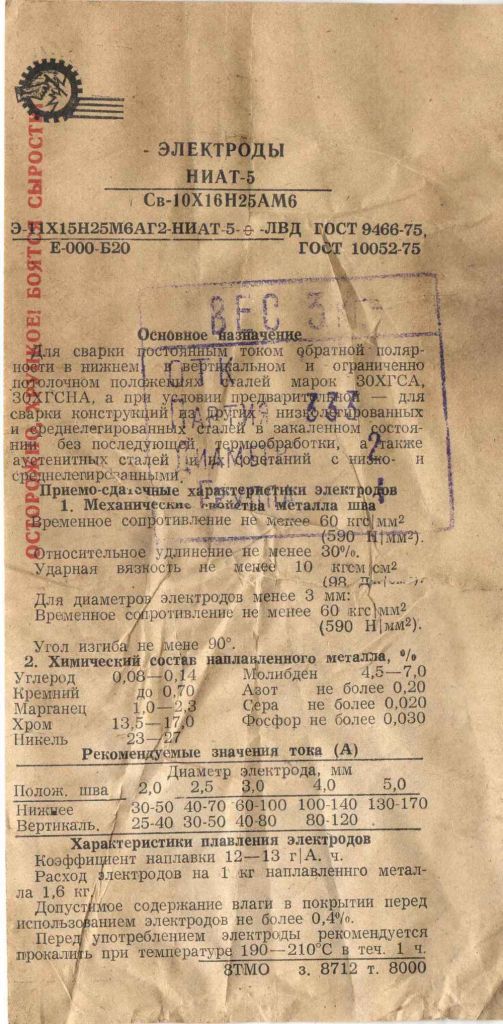 ОСТОРОЖНО, ХРУПКОЕ! БОЯТСЯ СЫРОСТИ
- ЭЛЕКТРОДЫ
НИАТ-5
Св-10Х16Н25АМ6
Э-11Х15Н25М6АГ2-НИАТ-5-⌀-ЛВД ГОСТ 9466-75,
Е-000-Б20 ГОСТ 10052-75
ВЕС 3
Основное назначение
Для сварки постоянным током обратной поляр-
ности в нижнем, в вертикальном и ограниченно
потолочном положениях сталей марок 30ХГСА,
30ХГСНА, а при условии предварительно — для
сварки конструкций из других низколегированных
и среднелегированных сталей в закаленном состоя-
нии без последующей термообработки, а также
аустенитных сталей и их сочетаний с низко- и
среднелегированными.
ОТК
ПАРТИЯ 333
ДИАМЕТР 2
Приемо-сдаточные характеристики электродов
1. Механические свойства металла шва
Временное сопротивление не менее 60 кгс|мм²
(590 Н|мм²).
Относительное удлинение не менее 30%.
Ударная вязкость не менее 10 кгсм|см²
(98
Для диаметров электродов менее 3 мм:
Временное сопротивление не менее 60 кгс|мм²
(590 Н|мм²).
Угол изгиба не мене 90°.
2. Химический состав наплавленного металла, %
Углерод 0,08—0,14 Молибден 4,5—7,0
Кремний до 0,70 Азот не более 0,20
Марганец 1,0—2,3 Сера не более 0,020
Хром 13,5—17,0 Фосфор не более 0,030
Никель 23—27
Рекомендуемые значения тока (А)
Диаметр электрода, мм
Полож. шва 2,0 2,5 3,0 4,0 5,0
Нижнее 30-50 40-70 60-100 100-140 130-170
Вертикаль. 25-40 30-50 40-80 80-120
Характеристики плавления электродов
Коэффициент наплавки 12—13 г|А. ч.
Расход электродов на 1 кг наплавленнго метал-
ла 1,6 кг.
Допустимое содержание влаги в покрытии перед
использованием электродов не более 0,4%.
Перед употреблением электроды рекомендуется
прокалить при температуре 190—210°С в теч. 1 ч.
8ТМО з. 8712 т. 8000